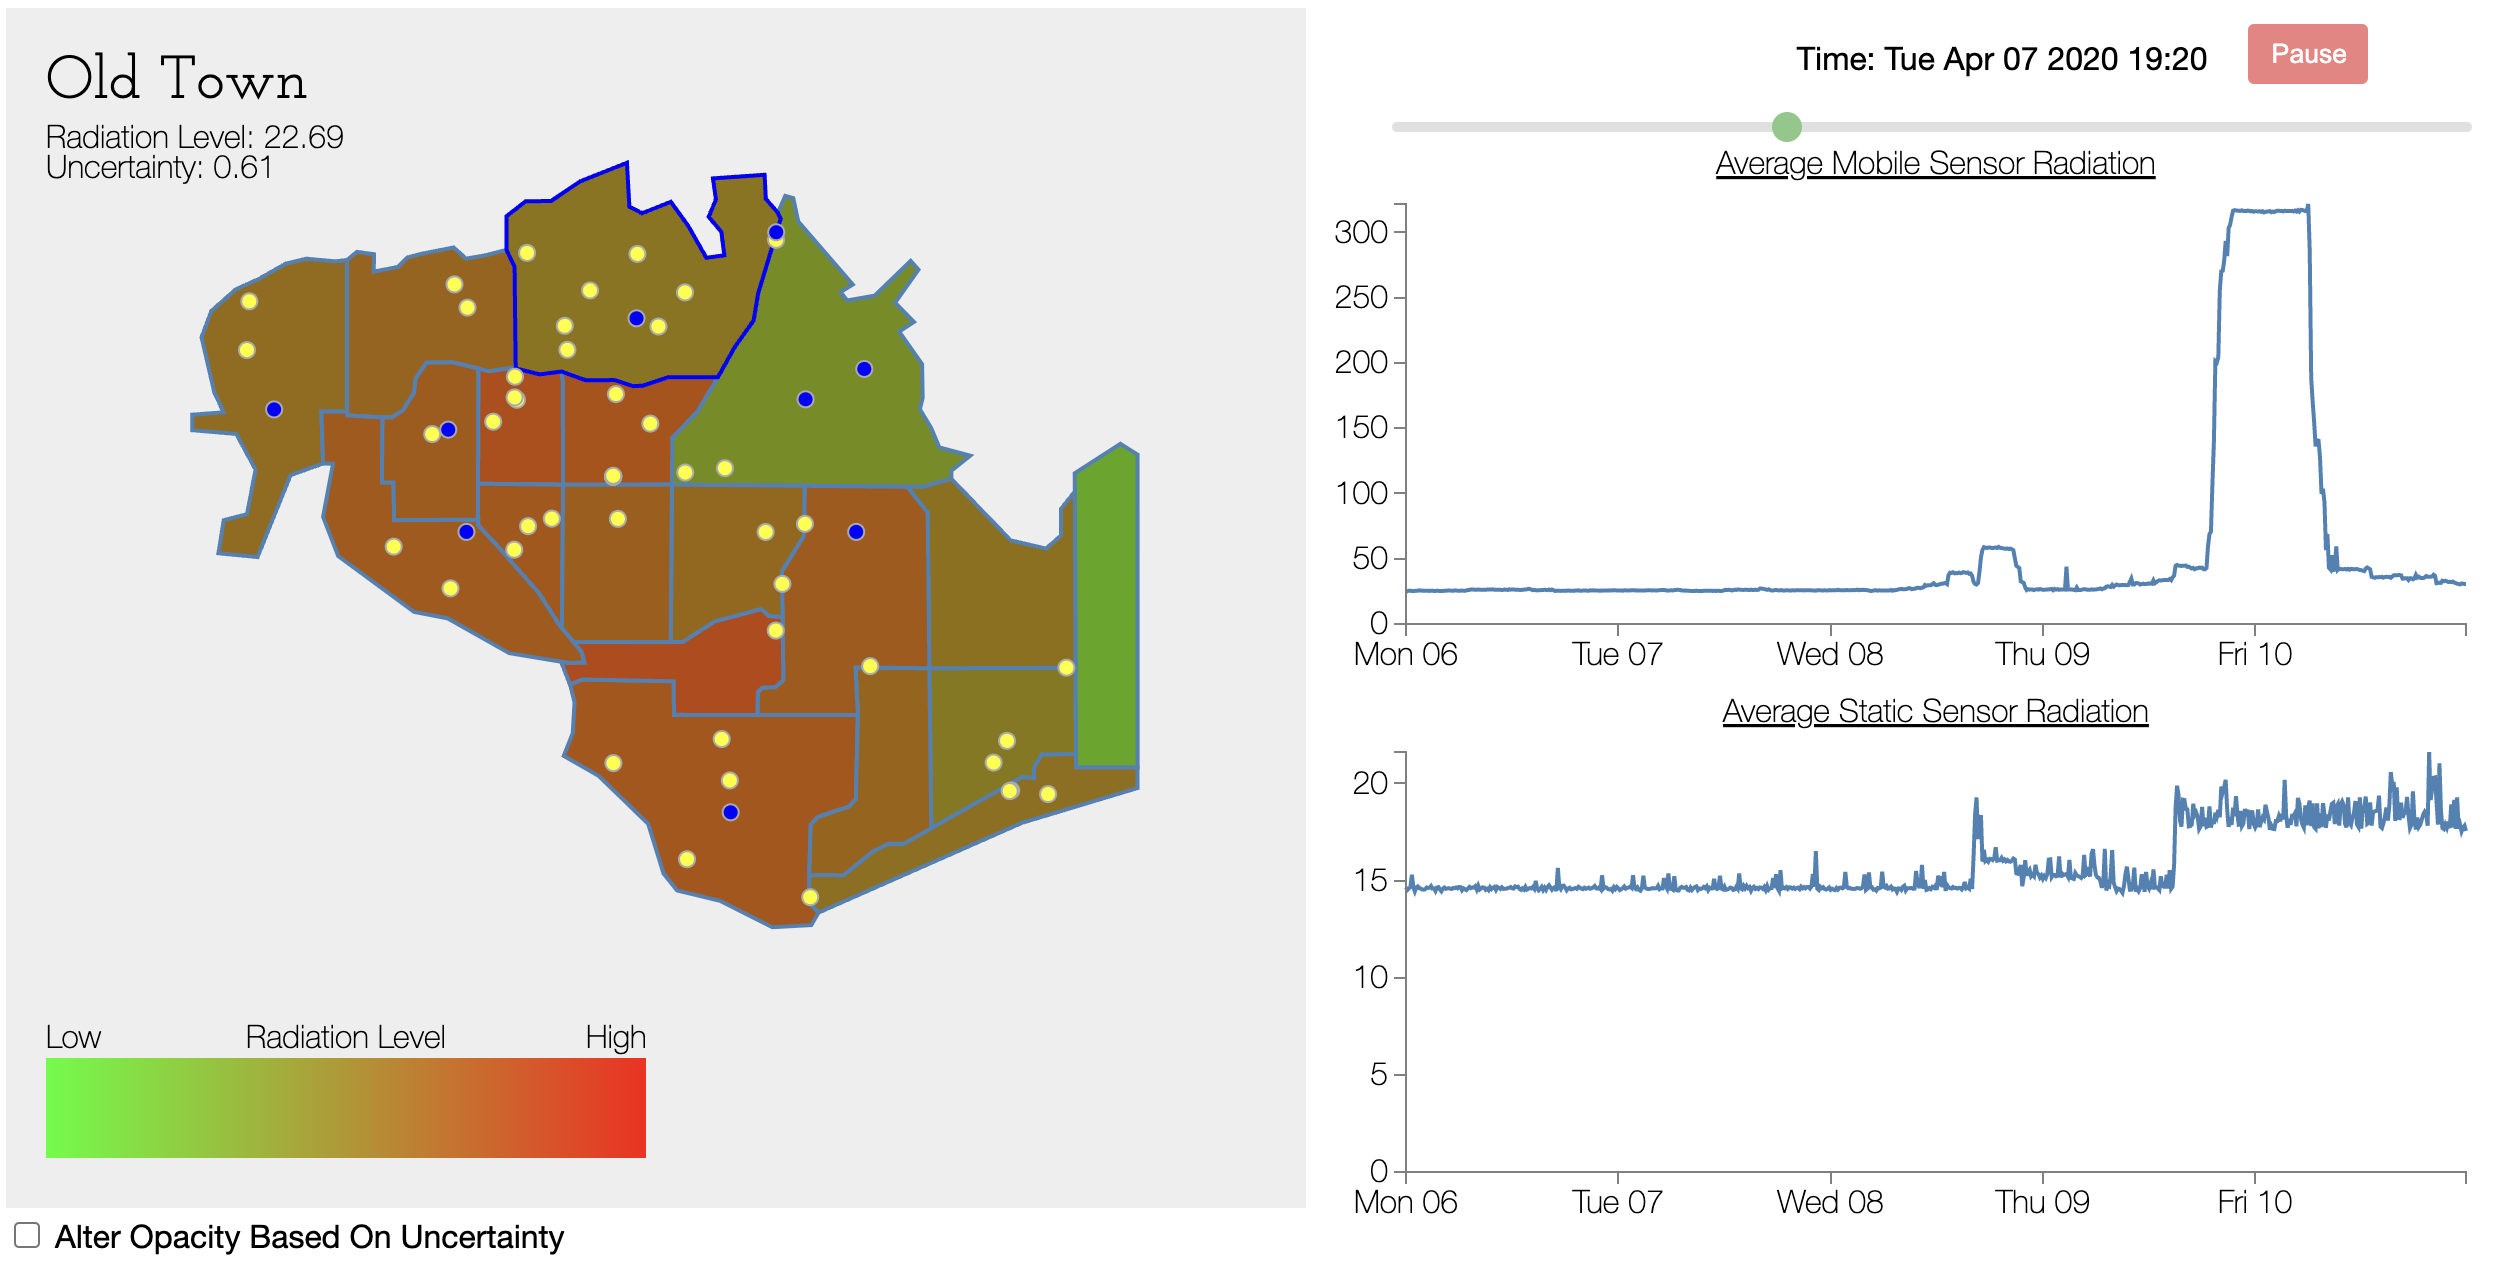 Old Town
Radiation Level: 22.69
Uncertainty: 0.61
Low Radiation Level High
Alter Opacity Based On Uncertainty
Time: Tue Apr 07 2020 19:20
Pause
Average Mobile Sensor Radiation
300
250
200
150
100
50
0
Mon 06 Tue 07 Wed 08 Thu 09 Fri 10
Average Static Sensor Radiation
20
15
10
5
0
Mon 06 Tue 07 Wed 08 Thu 09 Fri 10